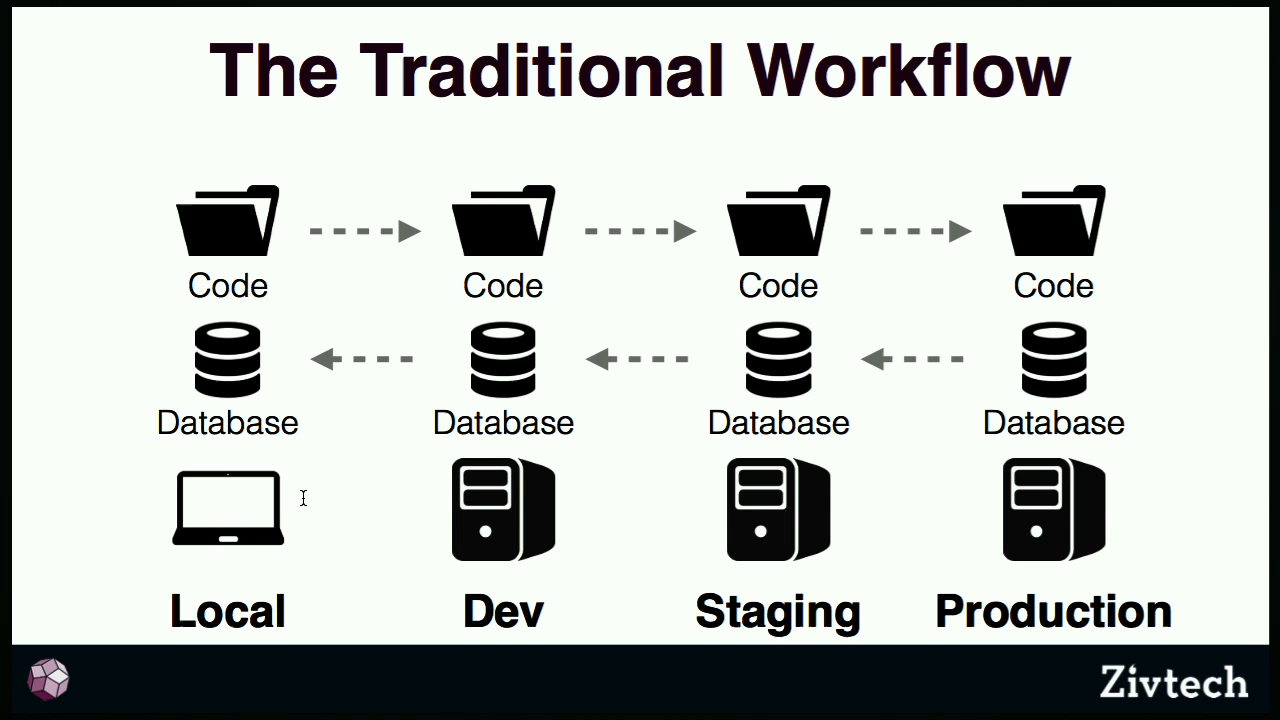 The Traditional Workflow
Code Code Code Code
Database Database Database Database
Local Dev Staging Production
Zivtech